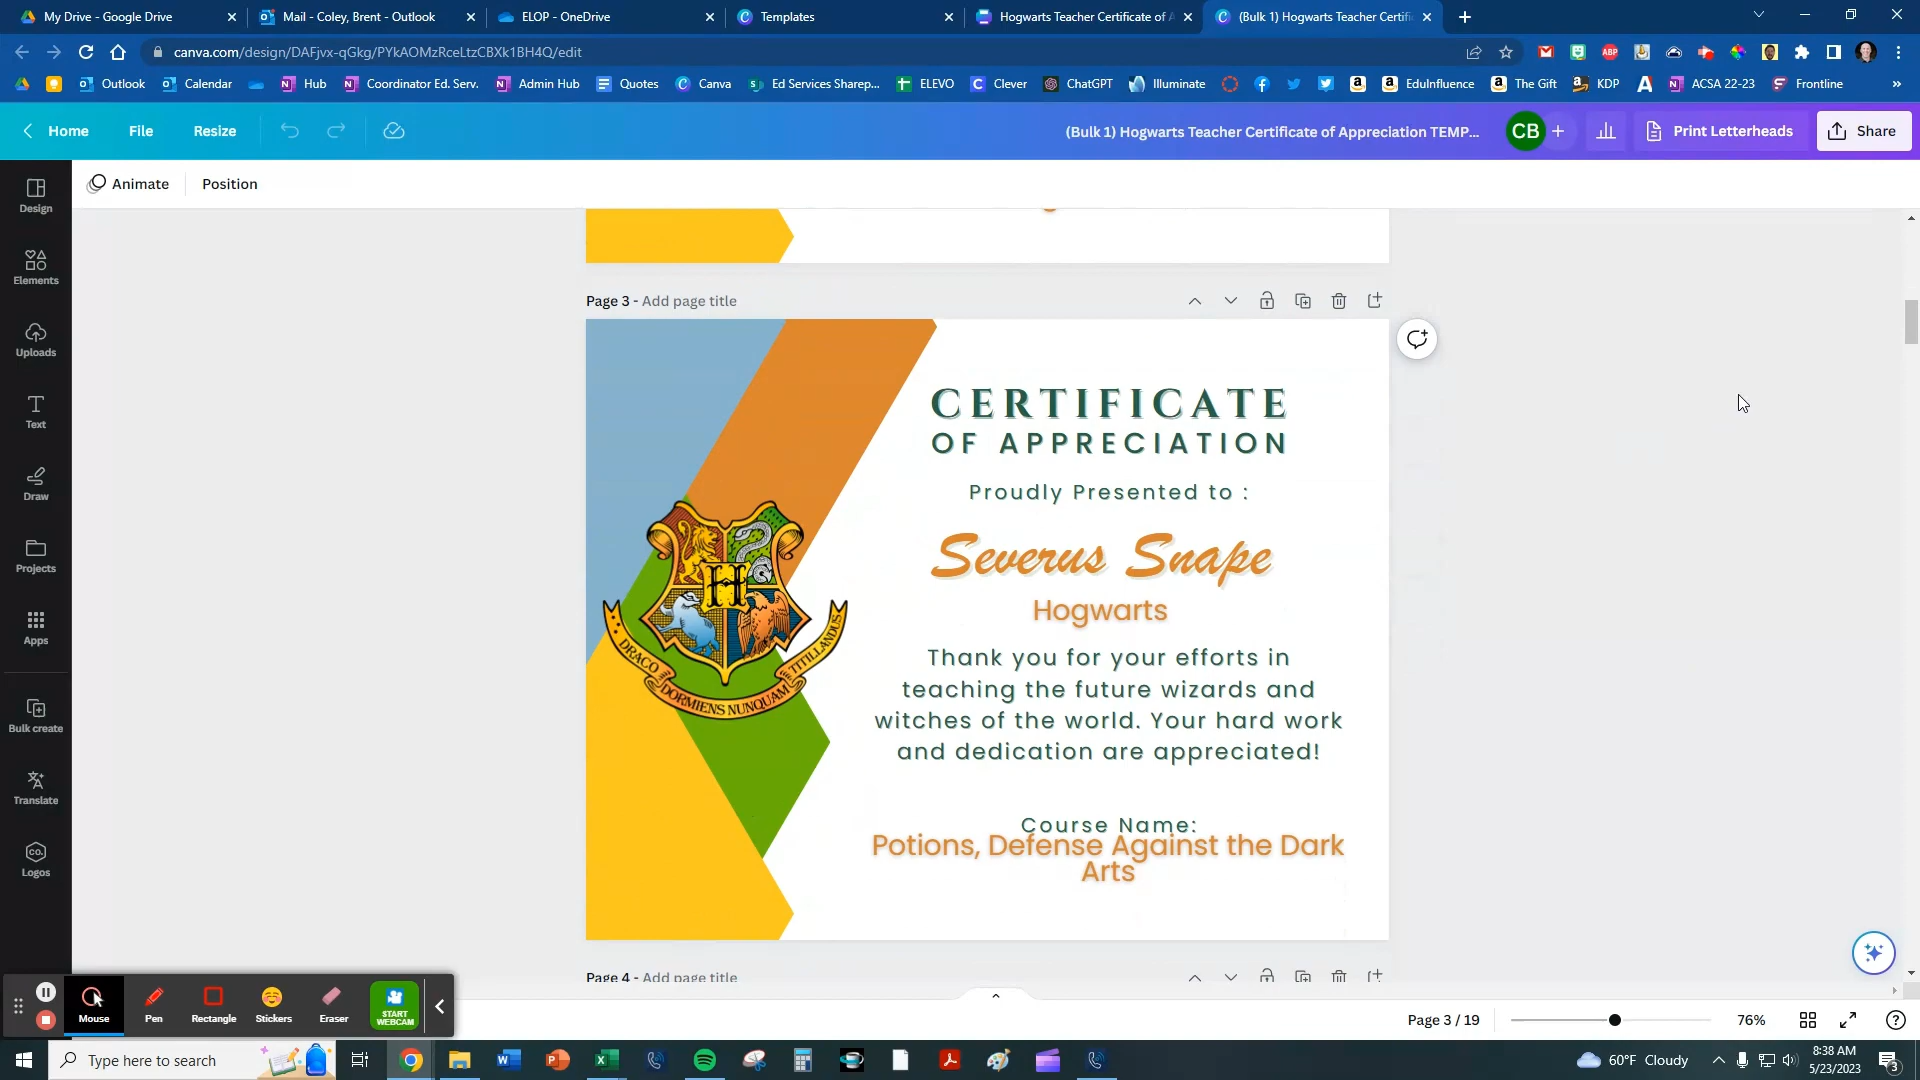 My Drive - Google Drive
Mail - Coley, Brent - Outlook
ELOP - OneDrive
Templates
Hogwarts Teacher Certificate of A
(Bulk 1) Hogwarts Teacher Certifi
canva.com/design/DAFjvx-qGkg/PYkAOMzRceLtzCBXk1BH4Q/edit
ABP
Outlook
Calendar
Hub
Coordinator Ed. Serv.
Admin Hub
Quotes
Canva
Ed Services Sharep...
ELEVO
Clever
ChatGPT
Illuminate
EduInfluence
The Gift
KDP
ACSA 22-23
Frontline
Home
File
Resize
(Bulk 1) Hogwarts Teacher Certificate of Appreciation TEMP...
CB
Print Letterheads
Share
Animate
Position
Design
Elements
Uploads
Text
Draw
Projects
Apps
Bulk create
Translate
CO.
Logos
Page 3 - Add page title
CERTIFICATE
OF APPRECIATION
Proudly Presented to :
Severus Snape
Hogwarts
Thank you for your efforts in
teaching the future wizards and
witches of the world. Your hard work
and dedication are appreciated!
Course Name:
Potions, Defense Against the Dark
Arts
H
DRACO DORMIENS NUNQUAM TITILLANDUS
Page 4 - Add page title
Mouse
Pen
Rectangle
Stickers
Eraser
START
WEBCAM
Page 3 / 19
76%
Type here to search
60°F Cloudy
8:38 AM
5/23/2023
3